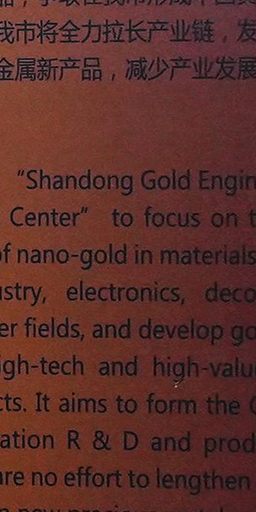 我市将全力拉长产业链，发
金属新产品，减少产业发展
“Shandong Gold Engin
Center” to focus on t
of nano-gold in materials
ustry, electronics, deco
er fields, and develop go
igh-tech and high-valu
cts. It aims to form the
ation R & D and prod
are no effort to lengthen